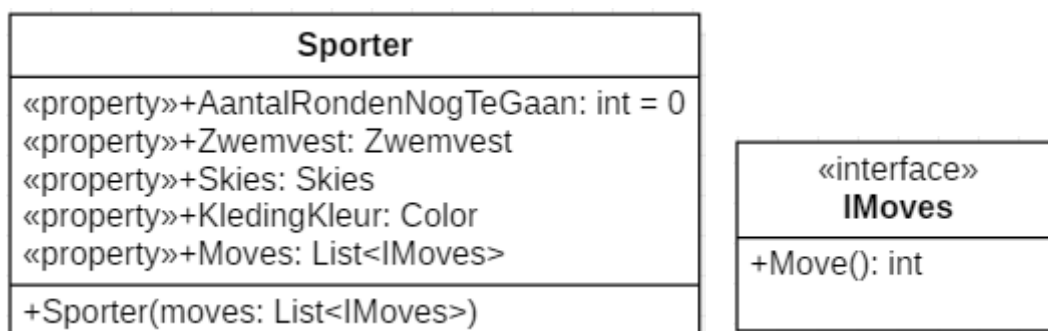 Sporter
«property»+AantalRondenNogTeGaan: int = 0
«property»+Zwemvest: Zwemvest
«property»+Skies: Skies
«property»+KledingKleur: Color
«property»+Moves: List<IMoves>
+Sporter(moves: List<IMoves>)
«interface»
IMoves
+Move(): int